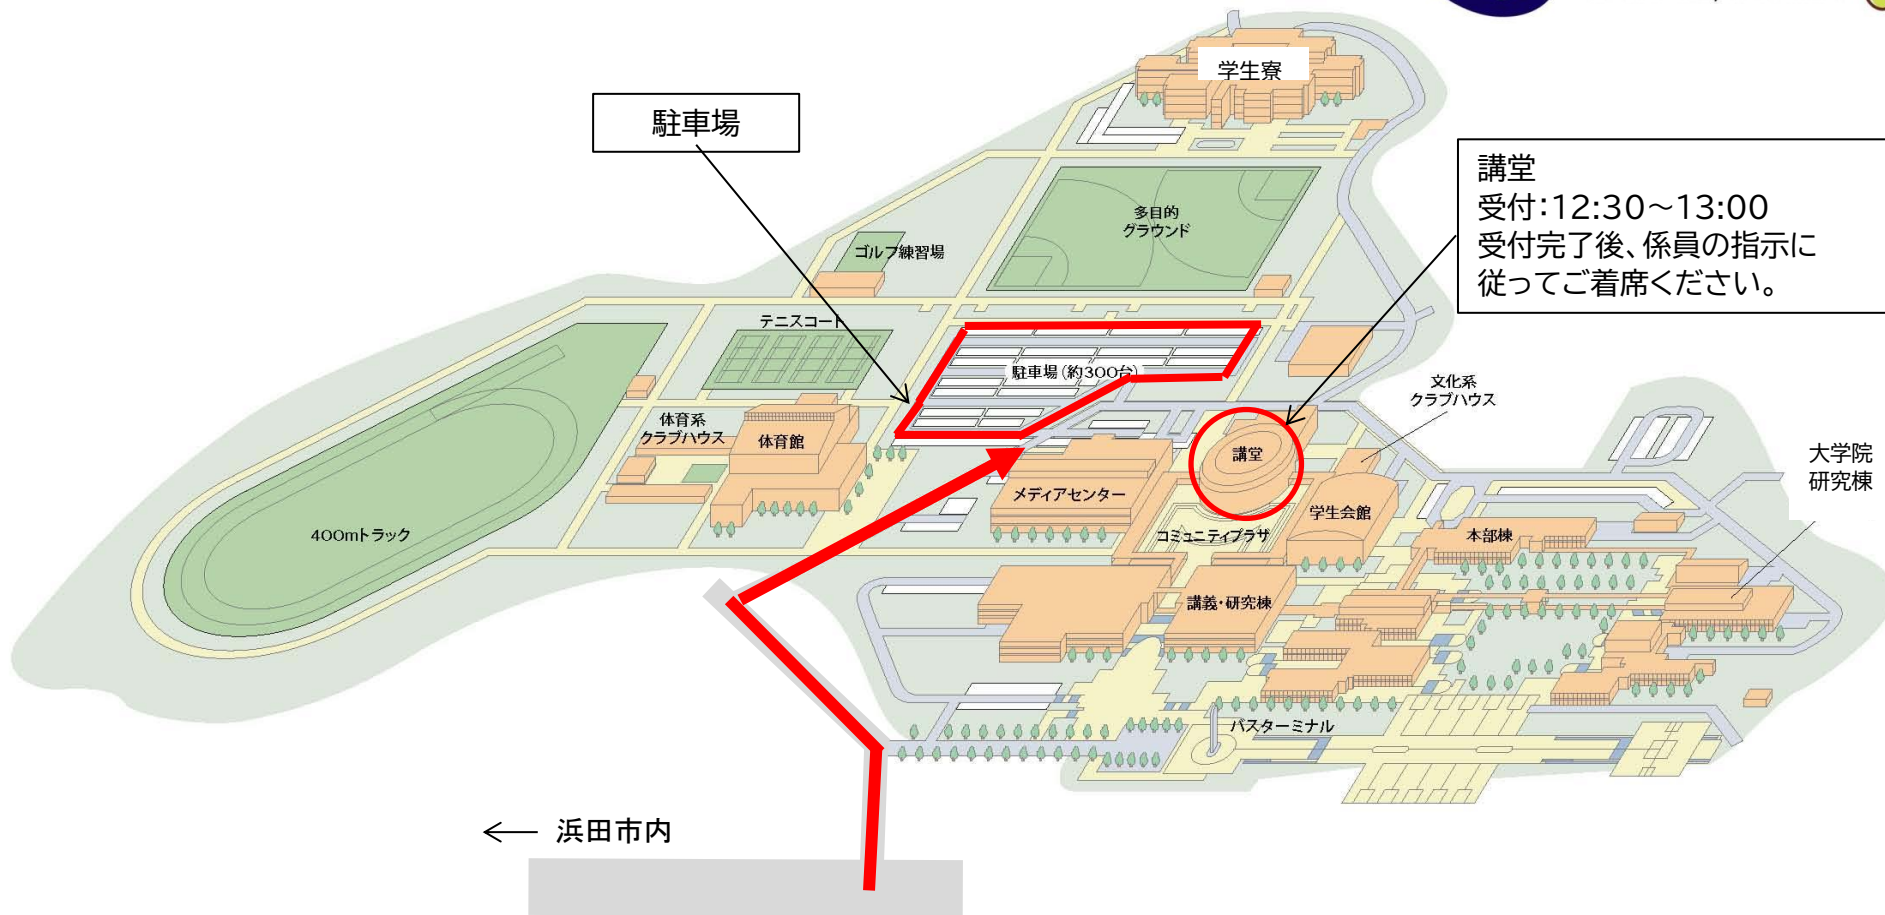 学生寮
駐車場
講堂
受付：12:30～13:00
受付完了後、係員の指示に
従ってご着席ください。
多目的
グラウンド
ゴルフ練習場
テニスコート
駐車場（約300台）
文化系
クラブハウス
体育系
クラブハウス
体育館
講堂
大学院
研究棟
メディアセンター
学生会館
400mトラック
コミュニティプラザ
本部棟
講義・研究棟
バスターミナル
← 浜田市内